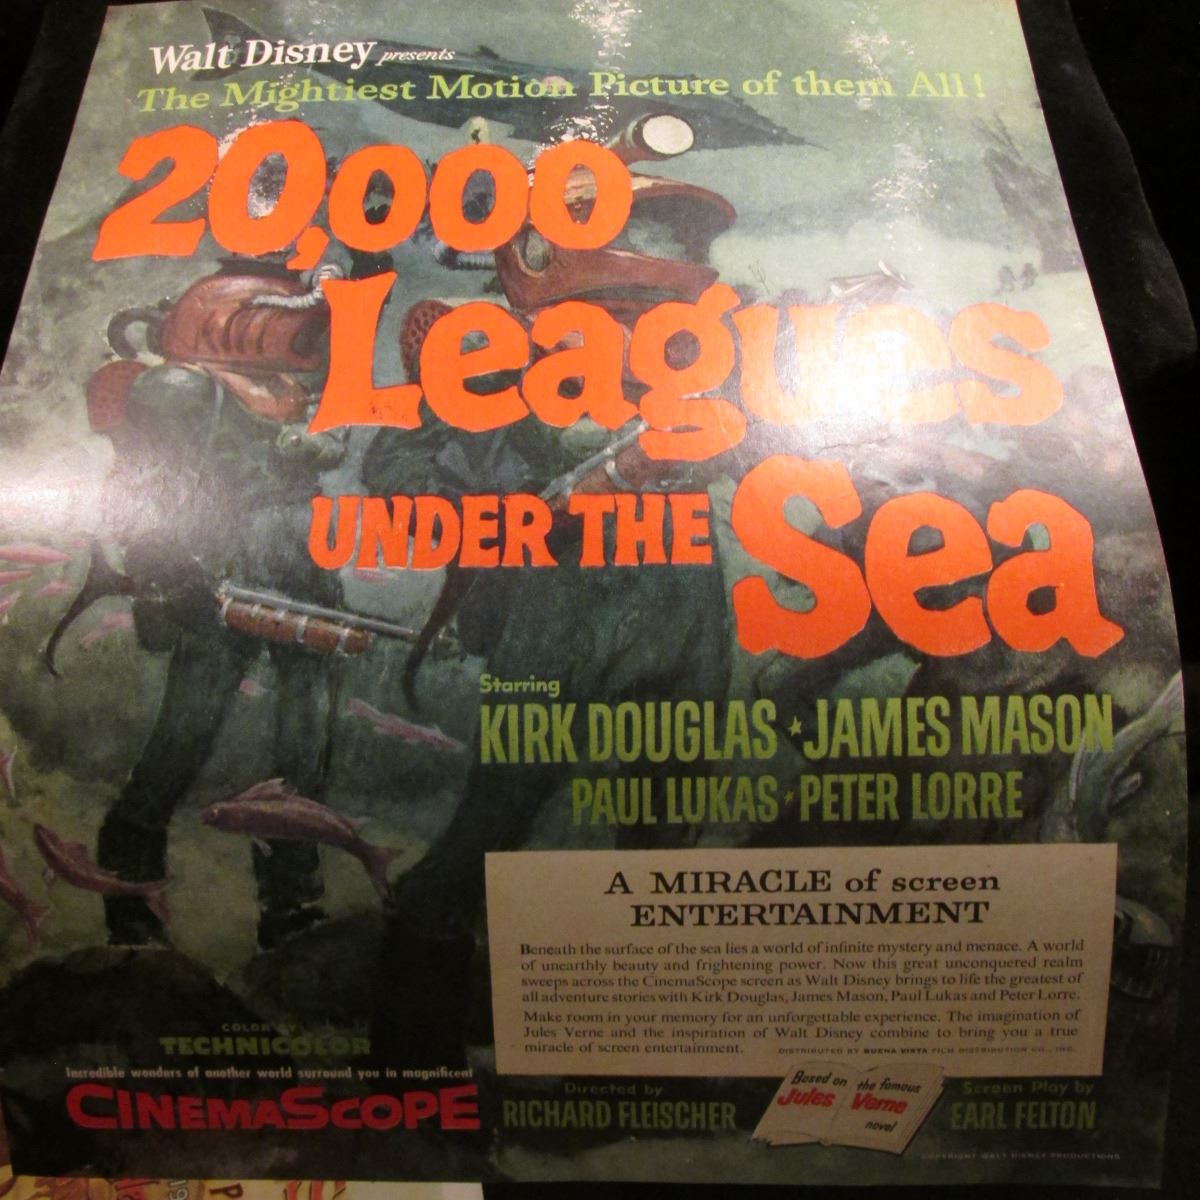 Walt Disney presents
The Mightiest Motion Picture of them All!
20,000
Leagues
UNDER THE Sea
Starring
KIRK DOUGLAS ★ JAMES MASON
PAUL LUKAS ★ PETER LORRE
A MIRACLE of screen
ENTERTAINMENT
Beneath the surface of the sea lies a world of infinite mystery and menace. A world
of unearthly beauty and frightening power. Now this great unconquered realm
sweeps across the CinemaScope screen as Walt Disney brings to life the greatest of
all adventure stories with Kirk Douglas, James Mason, Paul Lukas and Peter Lorre.
Make room in your memory for an unforgettable experience. The imagination of
Jules Verne and the inspiration of Walt Disney combine to bring you a true
miracle of screen entertainment. DISTRIBUTED BY BUENA VISTA FILM DISTRIBUTION CO., INC.
COLOR BY
TECHNICOLOR
Incredible wonders of another world surround you in magnificent
CINEMASCOPE
Directed by
RICHARD FLEISCHER
Based on the famous
Jules Verne
novel
Screen Play by
EARL FELTON
COPYRIGHT WALT DISNEY PRODUCTIONS